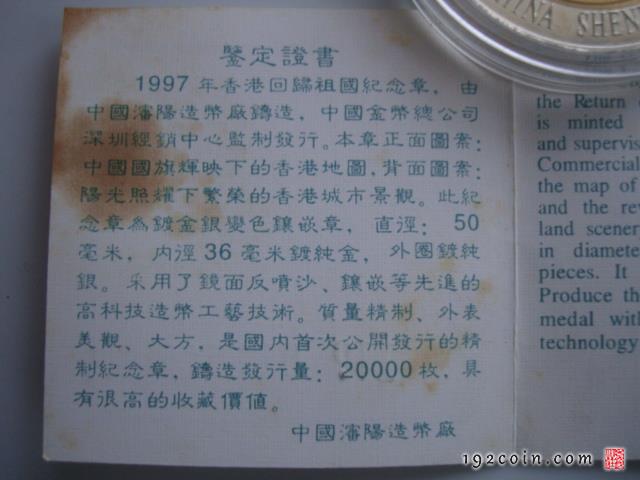 CHINA SHEN
鑒定證書
1997年香港回歸祖國紀念章，由
中國瀋陽造幣廠鑄造，中國金幣總公司
深圳經銷中心監制發行。本章正面圖案：
中國國旗輝映下的香港地圖，背面圖案：
陽光照耀下繁榮的香港城市景觀。此紀
念章為鍍金銀雙色鑲嵌章，直徑：50
毫米，内徑36毫米鍍純金，外圈鍍純
銀。采用了鏡面反噴沙、鑲嵌等先進的
高科技造幣工藝技術。質量精制、外表
美觀、大方，是國内首次公開發行的精
制紀念章，鑄造發行量：20000枚，具
有很高的收藏價值。
中國瀋陽造幣廠
the Return
is minted
and supervis
Commercial
the map of
and the rev
land scener
in diamete
pieces. It
Produce th
medal with
technology
192coin.com